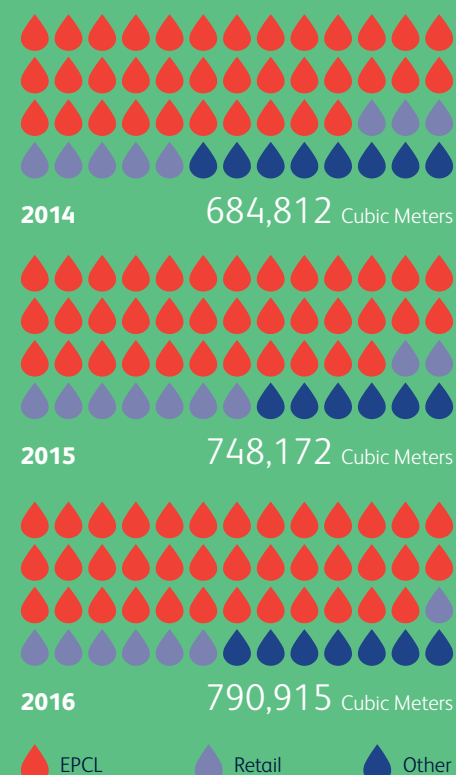 2014 684,812 Cubic Meters
2015 748,172 Cubic Meters
2016 790,915 Cubic Meters
EPCL Retail Other